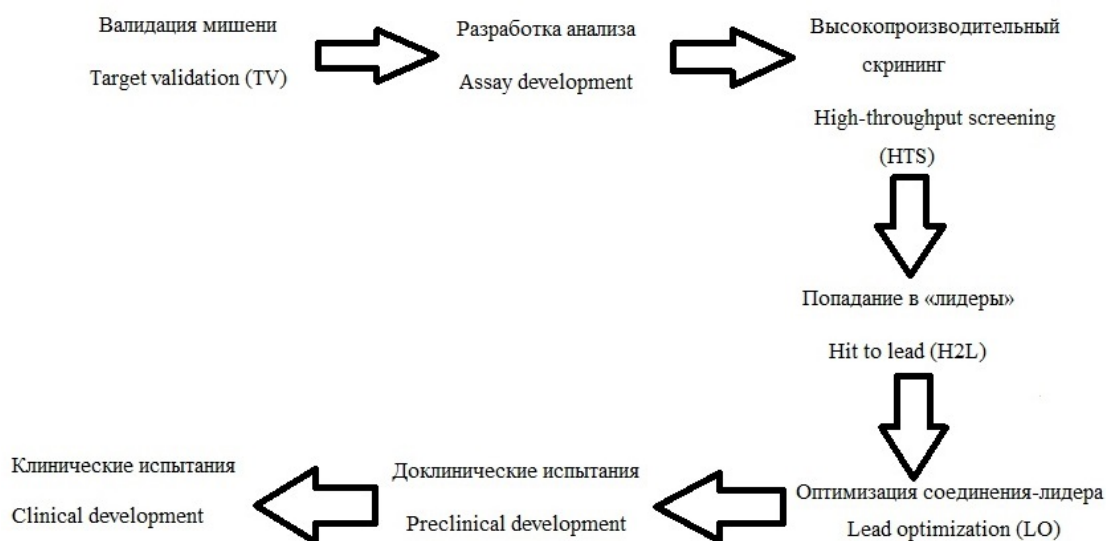 Валидация мишени
Target validation (TV)
Разработка анализа
Assay development
Высокопроизводительный
скрининг
High-throughput screening
(HTS)
Попадание в «лидеры»
Hit to lead (H2L)
Оптимизация соединения-лидера
Lead optimization (LO)
Доклинические испытания
Preclinical development
Клинические испытания
Clinical development